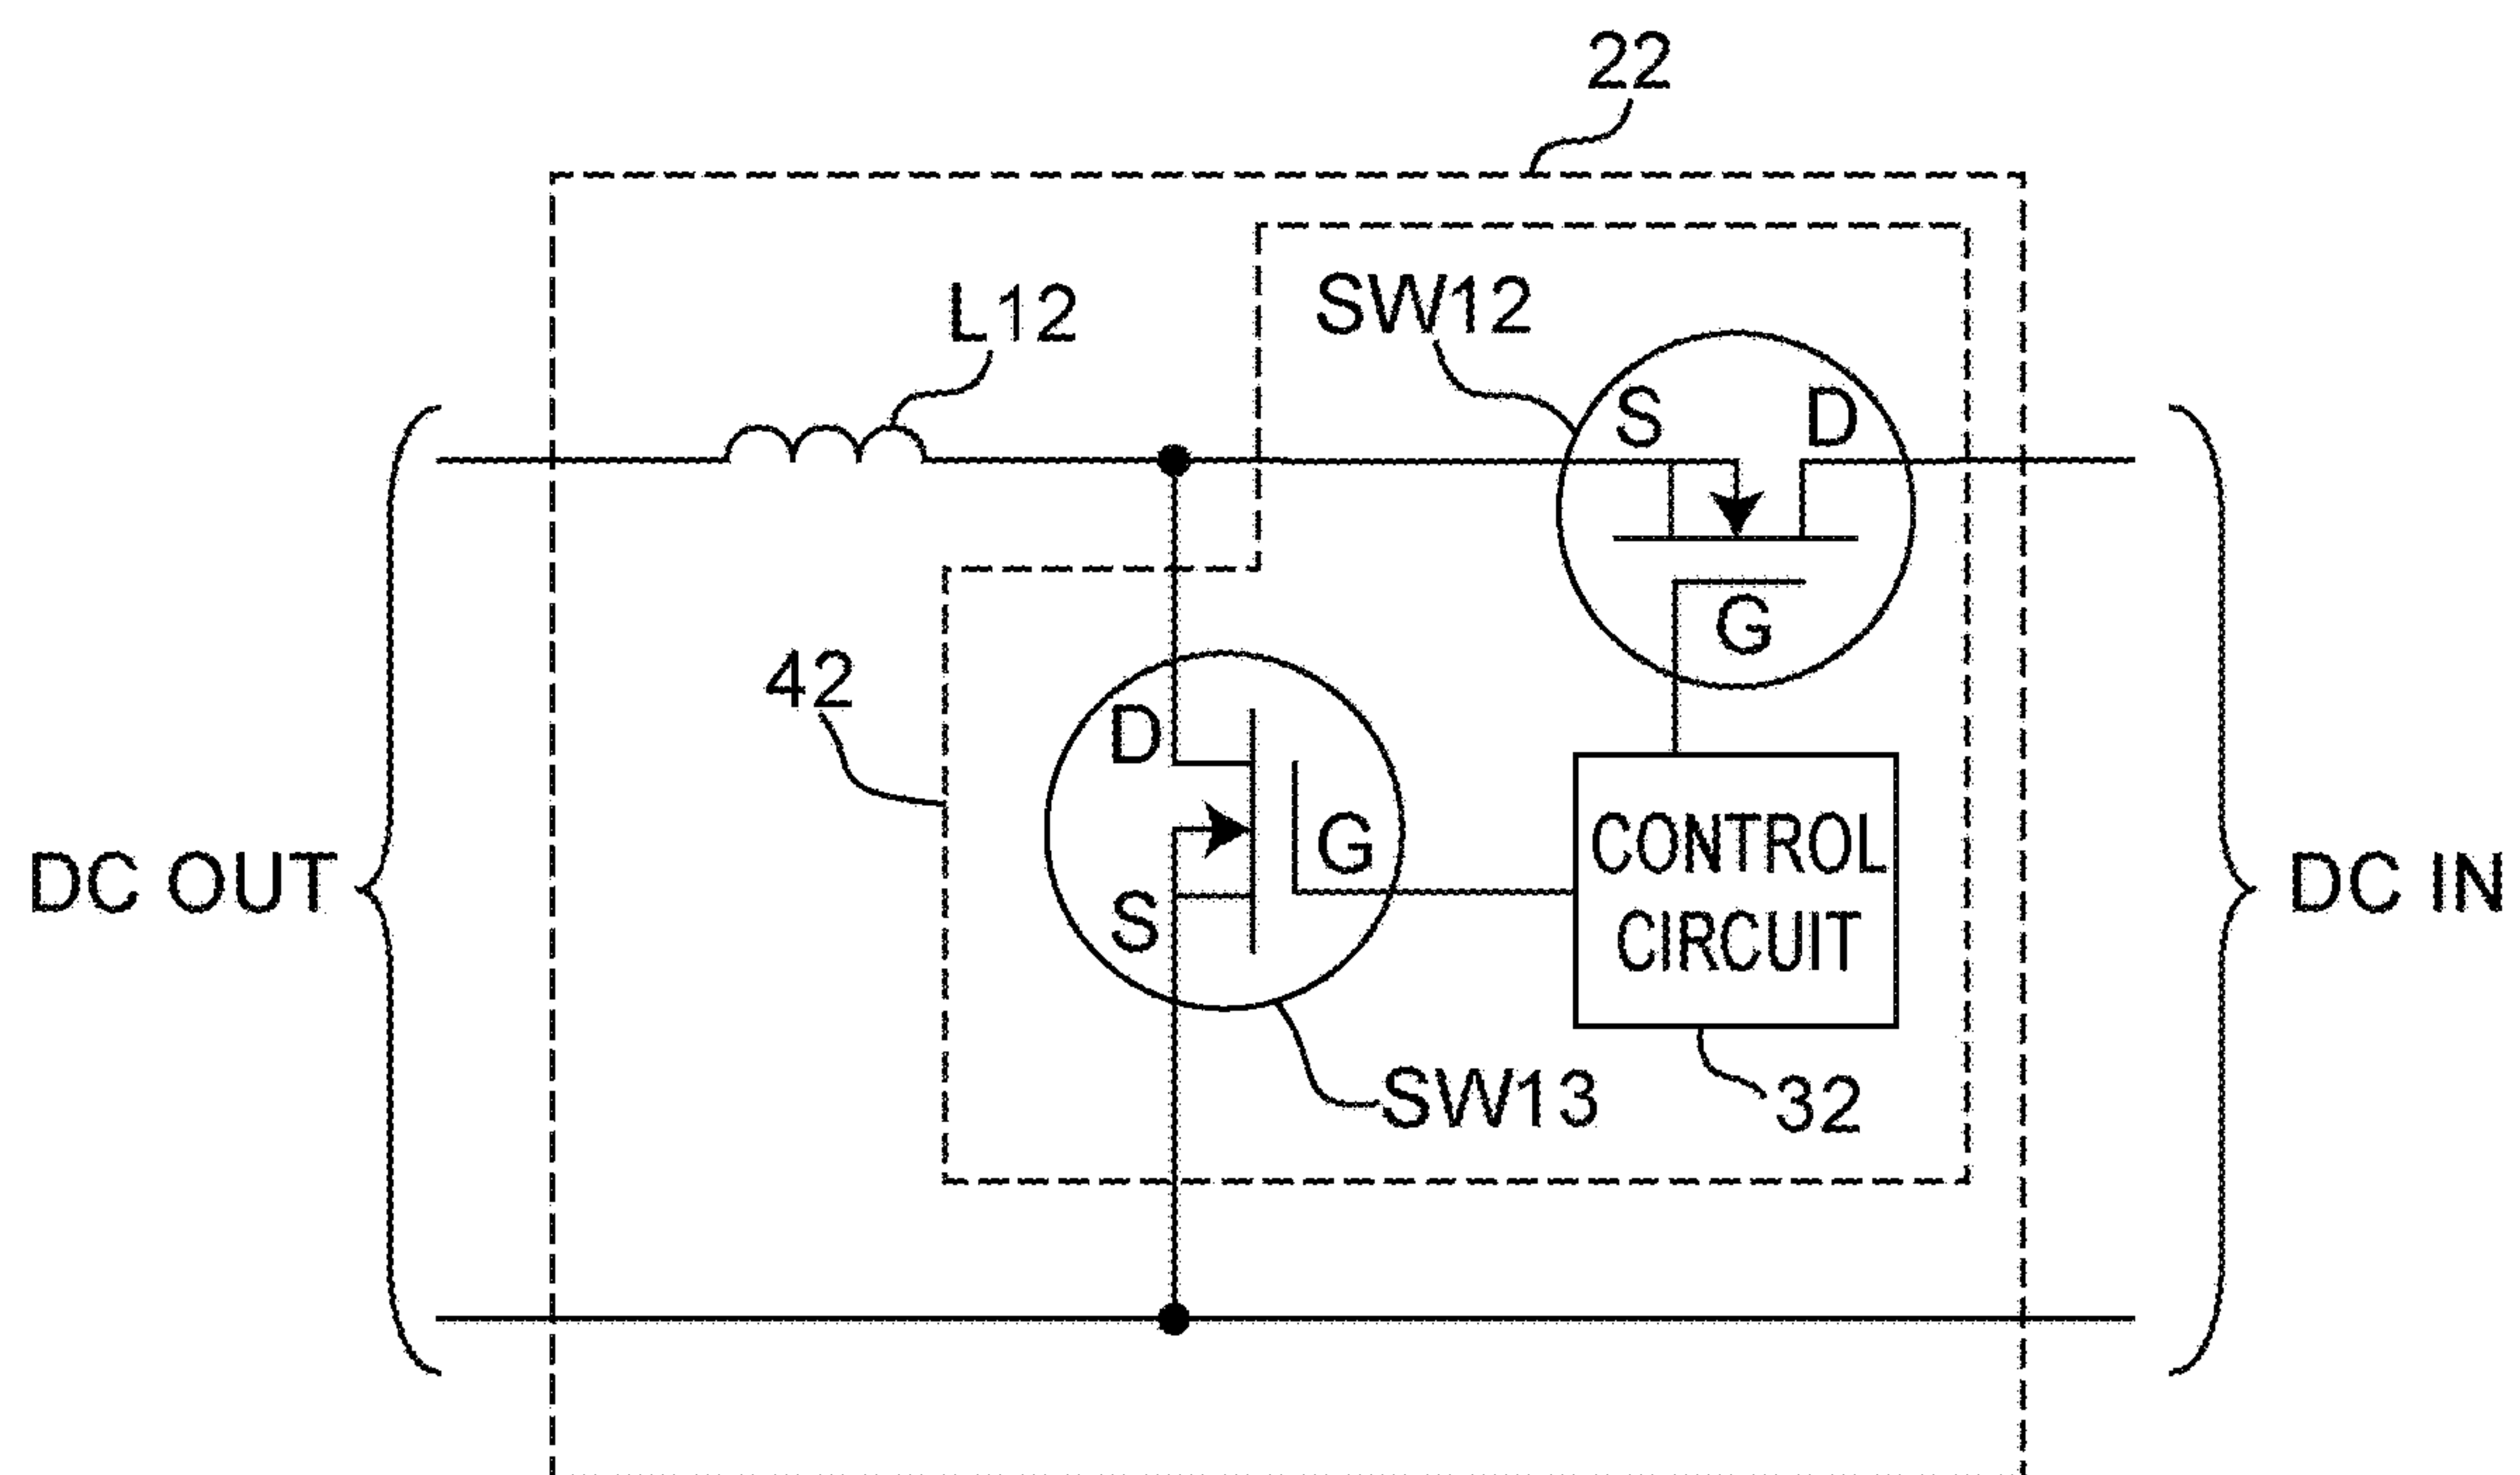 22
L12
SW12
S
D
G
42
D
G
S
CONTROL
CIRCUIT
DC OUT
DC IN
SW13
32